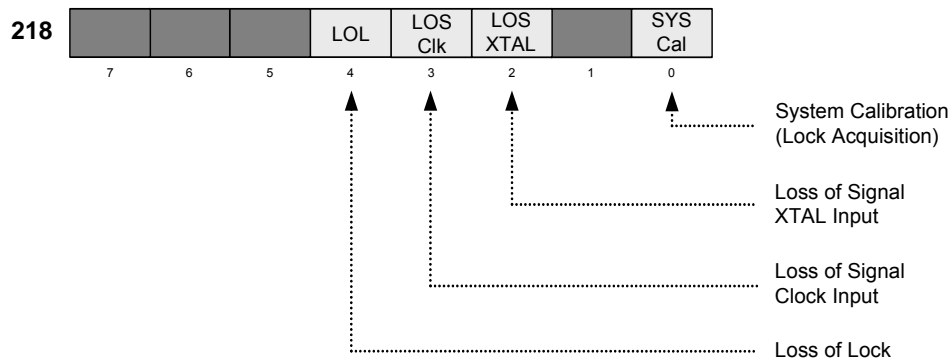 218
LOL
LOS
Clk
LOS
XTAL
SYS
Cal
7 6 5 4 3 2 1 0
System Calibration
(Lock Acquisition)
Loss of Signal
XTAL Input
Loss of Signal
Clock Input
Loss of Lock